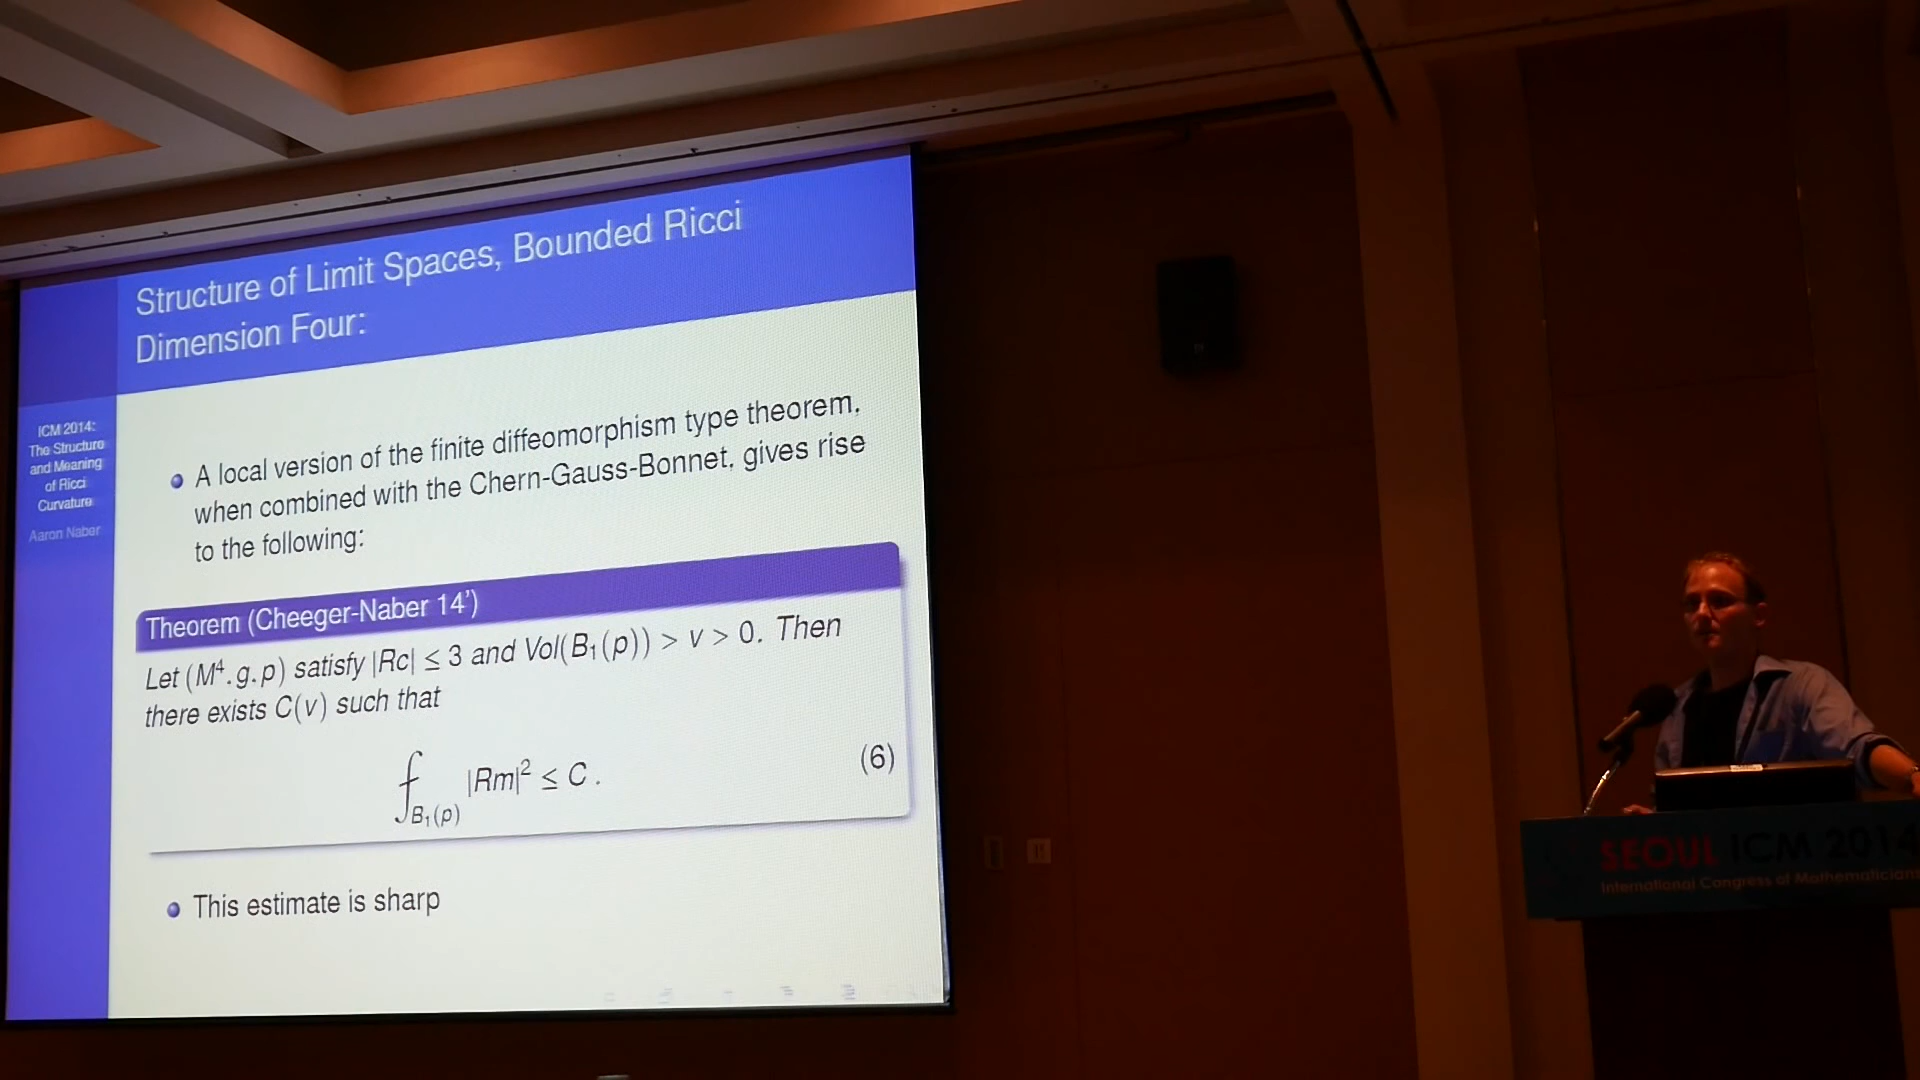 Structure of Limit Spaces, Bounded Ricci
Dimension Four:
ICM 2014:
The Structure
and Meaning
of Ricci
Curvature
Aaron Naber
A local version of the finite diffeomorphism type theorem,
when combined with the Chern-Gauss-Bonnet, gives rise
to the following:
Theorem (Cheeger-Naber 14')
Let (M⁴, g, p) satisfy |Rc| ≤ 3 and Vol(B₁(p)) > v > 0. Then
there exists C(v) such that
⨍_{B₁(p)} |Rm|² ≤ C. (6)
This estimate is sharp
SEOUL ICM 2014
International Congress of Mathematicians